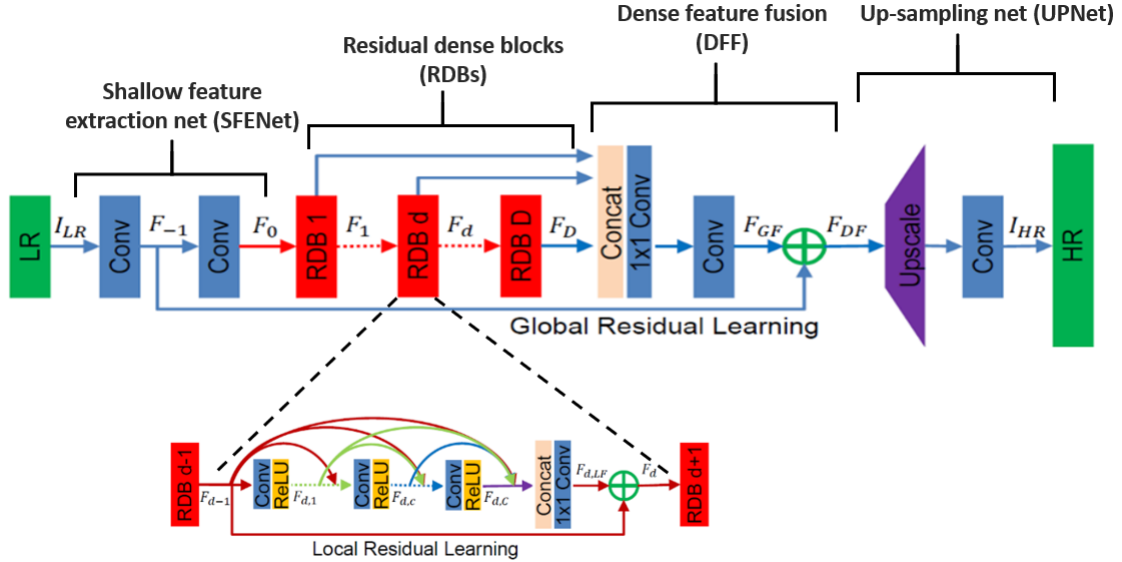 Dense feature fusion
(DFF)
Up-sampling net (UPNet)
Residual dense blocks
(RDBs)
Shallow feature
extraction net (SFENet)
LR
I_LR
Conv
F_−1
Conv
F_0
RDB 1
F_1
RDB d
F_d
RDB D
F_D
Concat
1x1 Conv
Conv
F_GF
F_DF
Upscale
Conv
I_HR
HR
Global Residual Learning
RDB d-1
F_d−1
Conv
ReLU
F_d,1
Conv
ReLU
F_d,c
Conv
ReLU
F_d,C
Concat
1x1 Conv
F_d,LF
F_d
RDB d+1
Local Residual Learning